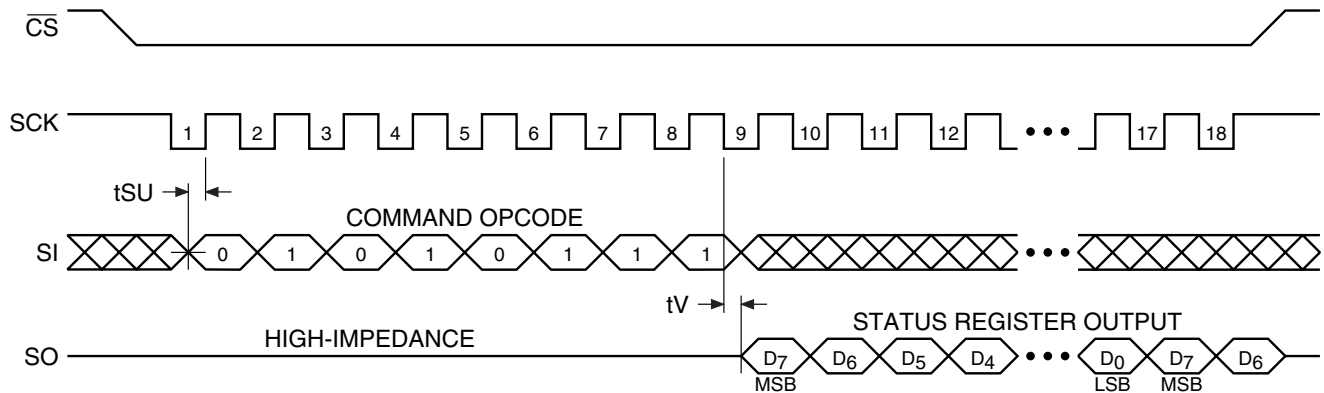 CS
SCK 1 2 3 4 5 6 7 8 9 10 11 12 ••• 17 18
tSU
COMMAND OPCODE
SI 0 1 0 1 0 1 1 1 •••
tV
HIGH-IMPEDANCE STATUS REGISTER OUTPUT
SO D7 D6 D5 D4 ••• D0 D7 D6
MSB LSB MSB